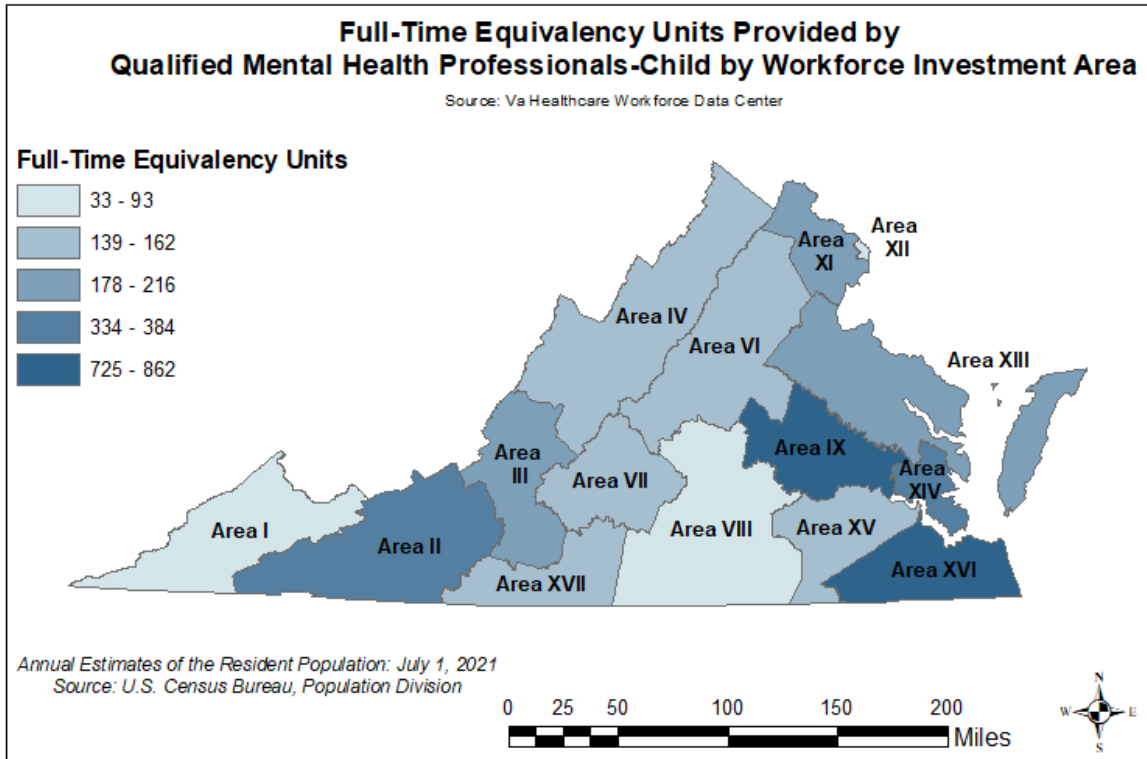 Full-Time Equivalency Units Provided by
Qualified Mental Health Professionals-Child by Workforce Investment Area
Source: Va Healthcare Workforce Data Center
Full-Time Equivalency Units
33 - 93
139 - 162
178 - 216
334 - 384
725 - 862
Area
XII
Area
XI
Area IV
Area VI
Area XIII
Area
III
Area IX
Area
XIV
Area VII
Area I
Area II
Area VIII
Area XV
Area XVI
Area XVII
Annual Estimates of the Resident Population: July 1, 2021
Source: U.S. Census Bureau, Population Division
0 25 50 100 150 200
Miles
N
W E
S